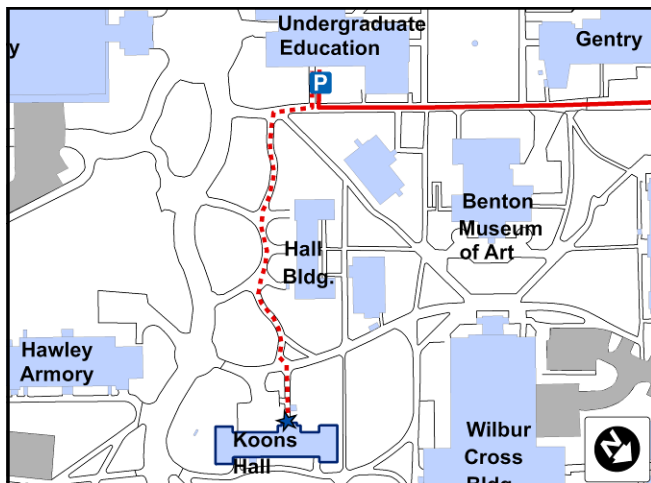 Undergraduate
Education
Gentry
y
P
Benton
Museum
of Art
Hall
Bldg.
Hawley
Armory
Koons
Hall
Wilbur
Cross
Bldg.